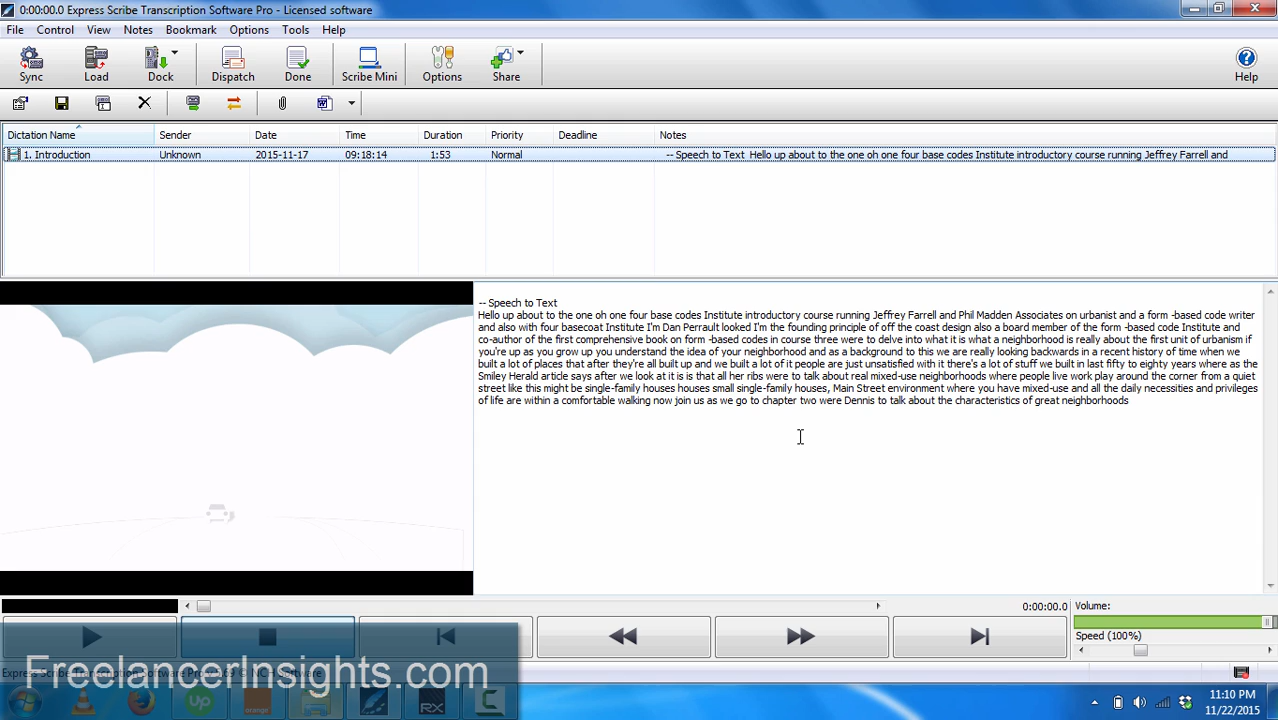 0:00:00.0 Express Scribe Transcription Software Pro - Licensed software
File Control View Notes Bookmark Options Tools Help
Sync Load Dock Dispatch Done Scribe Mini Options Share Help
Dictation Name Sender Date Time Duration Priority Deadline Notes
1. Introduction Unknown 2015-11-17 09:18:14 1:53 Normal -- Speech to Text Hello up about to the one oh one four base codes Institute introductory course running Jeffrey Farrell and
-- Speech to Text
Hello up about to the one oh one four base codes Institute introductory course running Jeffrey Farrell and Phil Madden Associates on urbanist and a form -based code writer
and also with four basecoat Institute I'm Dan Perrault looked I'm the founding principle of off the coast design also a board member of the form -based code Institute and
co-author of the first comprehensive book on form -based codes in course three were to delve into what it is what a neighborhood is really about the first unit of urbanism if
you're up as you grow up you understand the idea of your neighborhood and as a background to this we are really looking backwards in a recent history of time when we
built a lot of places that after they're all built up and we built a lot of it people are just unsatisfied with it there's a lot of stuff we built in last fifty to eighty years where as the
Smiley Herald article says after we look at it is is that all her ribs were to talk about real mixed-use neighborhoods where people live work play around the corner from a quiet
street like this might be single-family houses houses small single-family houses, Main Street environment where you have mixed-use and all the daily necessities and privileges
of life are within a comfortable walking now join us as we go to chapter two were Dennis to talk about the characteristics of great neighborhoods
0:00:00.0 Volume:
Speed (100%)
FreelancerInsights.com
Express Scribe Transcription Software Pro © NCH Software
Up orange RX
11:10 PM
11/22/2015